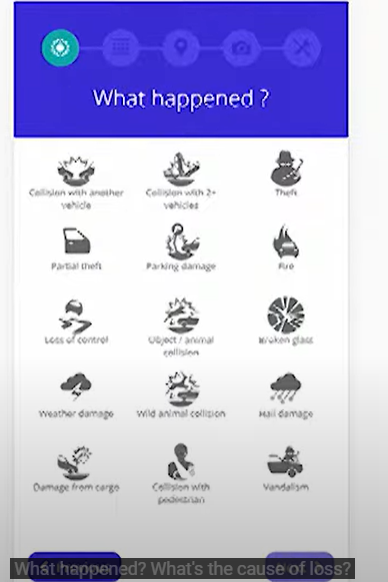 What happened ?
Collision with another
vehicle
Collision with 2+
vehicles
Theft
Partial theft
Parking damage
Fire
Loss of control
Object / animal
collision
Broken glass
Weather damage
Wild animal collision
Hail damage
Damage from cargo
Collision with
pedestrian
Vandalism
What happened? What's the cause of loss?